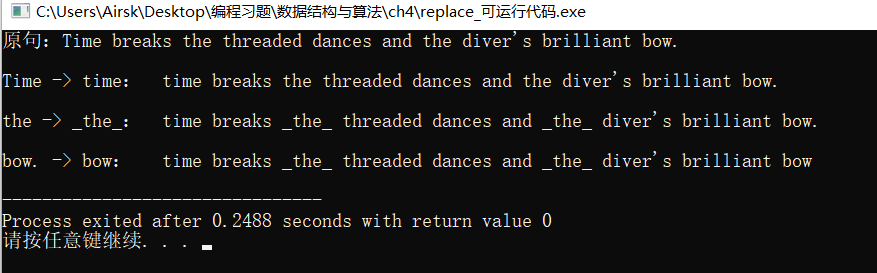 C:\Users\Airsk\Desktop\编程习题\数据结构与算法\ch4\replace_可运行代码.exe
原句：Time breaks the threaded dances and the diver's brilliant bow.
Time -> time：   time breaks the threaded dances and the diver's brilliant bow.
the -> _the_：   time breaks _the_ threaded dances and _the_ diver's brilliant bow.
bow. -> bow：    time breaks _the_ threaded dances and _the_ diver's brilliant bow
--------------------------------
Process exited after 0.2488 seconds with return value 0
请按任意键继续. . .